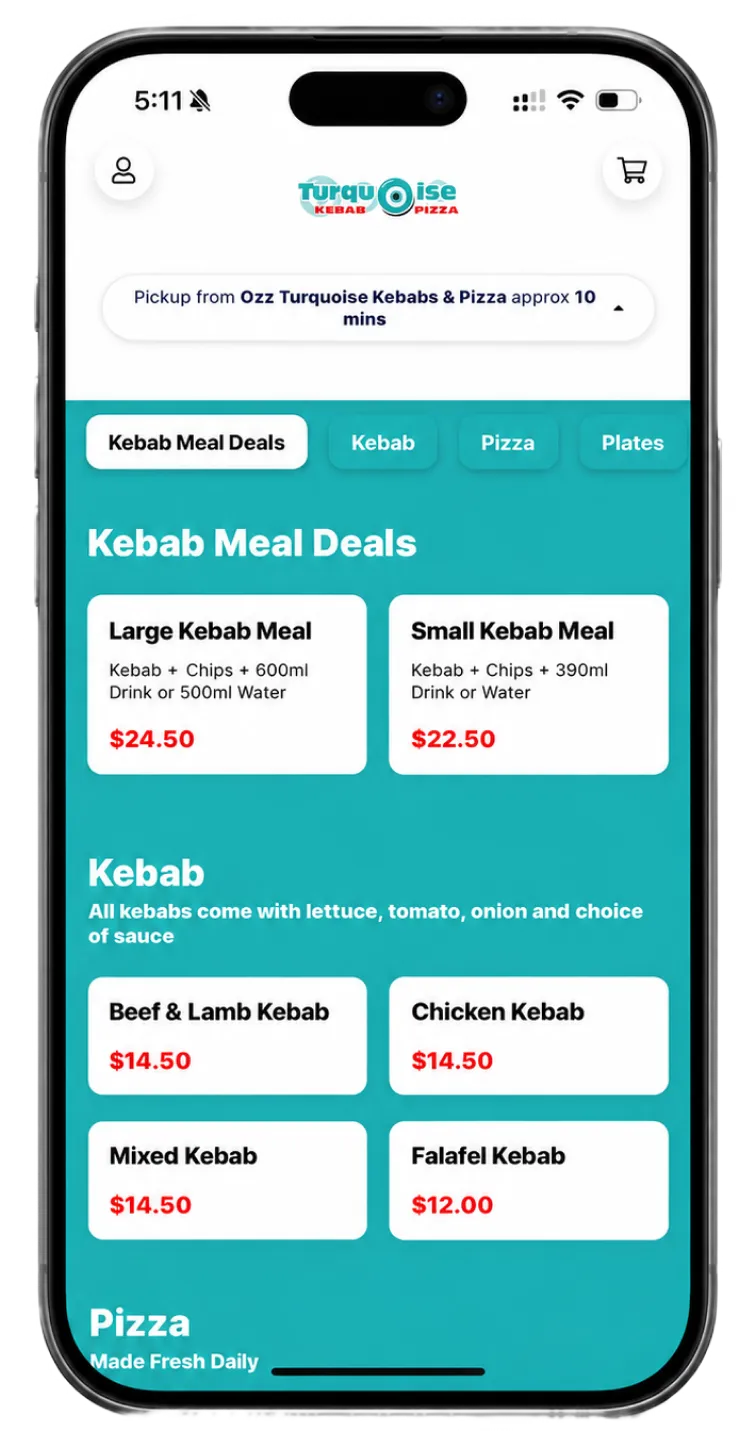 5:11
Turquoise
KEBAB PIZZA
Pickup from Ozz Turquoise Kebabs & Pizza approx 10
mins
Kebab Meal Deals Kebab Pizza Plates
Kebab Meal Deals
Large Kebab Meal
Kebab + Chips + 600ml
Drink or 500ml Water
$24.50
Small Kebab Meal
Kebab + Chips + 390ml
Drink or Water
$22.50
Kebab
All kebabs come with lettuce, tomato, onion and choice
of sauce
Beef & Lamb Kebab
$14.50
Chicken Kebab
$14.50
Mixed Kebab
$14.50
Falafel Kebab
$12.00
Pizza
Made Fresh Daily